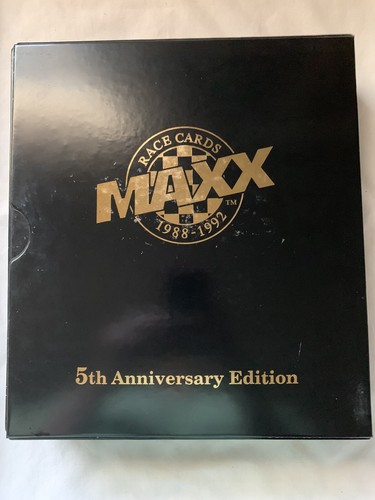 RACE CARDS
MAXX
TM
1988-1992
5th Anniversary Edition